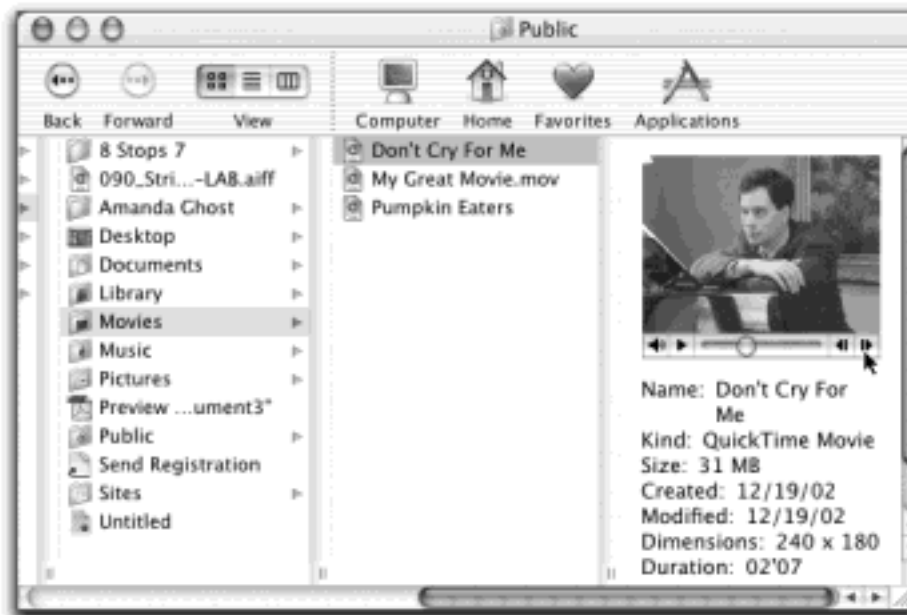 Public
Back Forward View Computer Home Favorites Applications
8 Stops 7
090_Stri...-LAB.aiff
Amanda Ghost
Desktop
Documents
Library
Movies
Music
Pictures
Preview ...ument3"
Public
Send Registration
Sites
Untitled
Don't Cry For Me
My Great Movie.mov
Pumpkin Eaters
Name: Don't Cry For
Me
Kind: QuickTime Movie
Size: 31 MB
Created: 12/19/02
Modified: 12/19/02
Dimensions: 240 x 180
Duration: 02'07